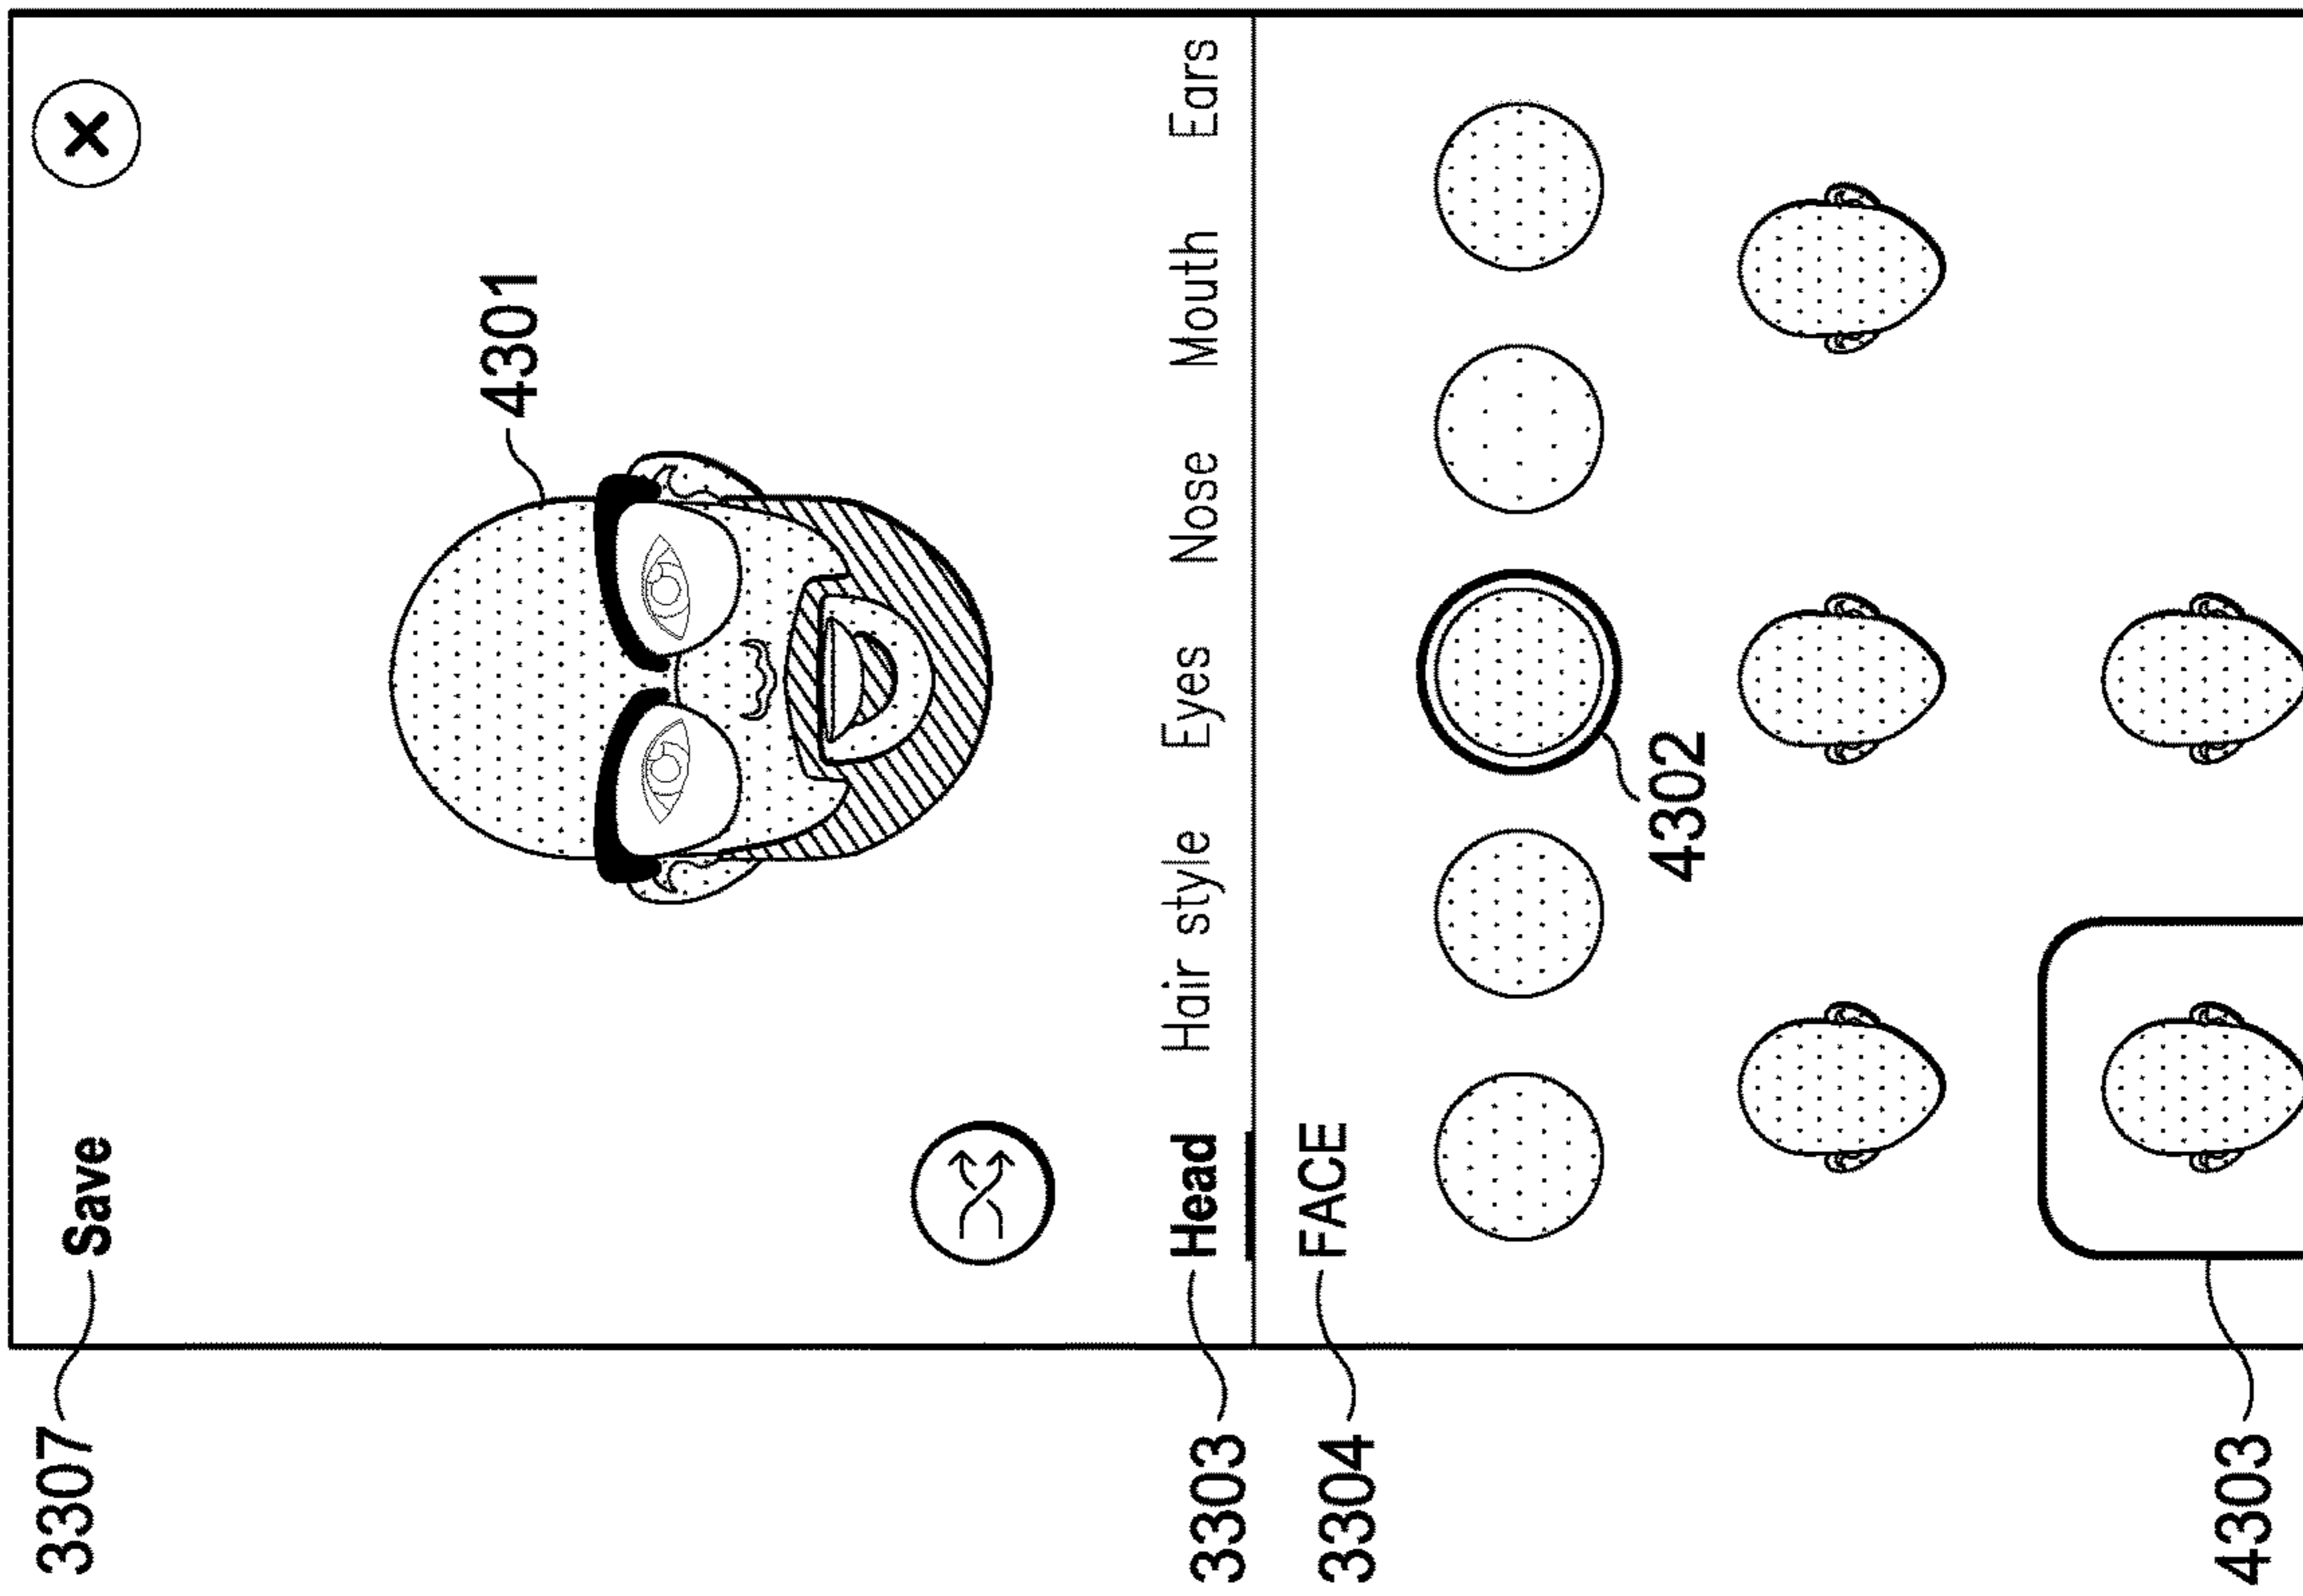 3307 Save
4301
3303 Head Hair style Eyes Nose Mouth Ears
3304 FACE
4302
4303